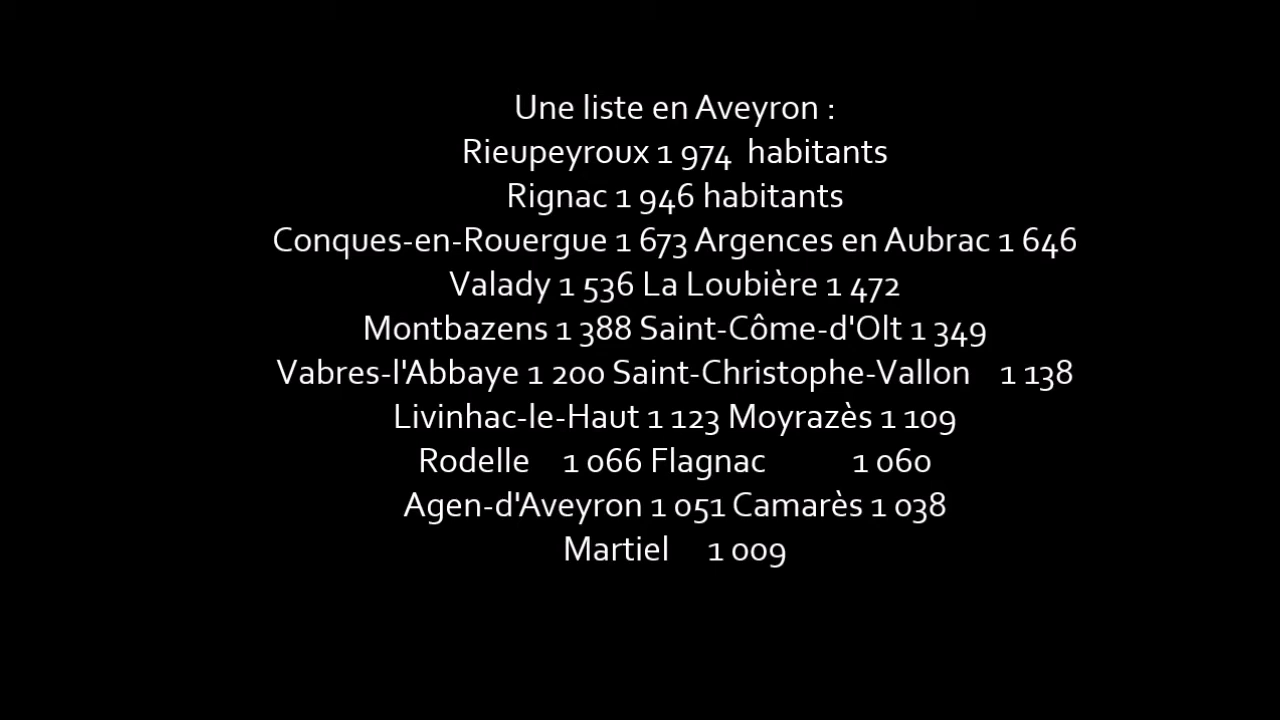 Une liste en Aveyron :
Rieupeyroux 1 974 habitants
Rignac 1 946 habitants
Conques-en-Rouergue 1 673 Argences en Aubrac 1 646
Valady 1 536 La Loubière 1 472
Montbazens 1 388 Saint-Côme-d'Olt 1 349
Vabres-l'Abbaye 1 200 Saint-Christophe-Vallon 1 138
Livinhac-le-Haut 1 123 Moyrazès 1 109
Rodelle 1 066 Flagnac 1 060
Agen-d'Aveyron 1 051 Camarès 1 038
Martiel 1 009